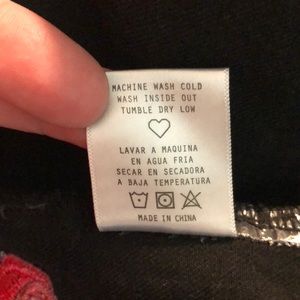 MACHINE WASH COLD
WASH INSIDE OUT
TUMBLE DRY LOW
LAVAR A MAQUINA
EN AGUA FRIA
SECAR EN SECADORA
A BAJA TEMPERATURA
MADE IN CHINA